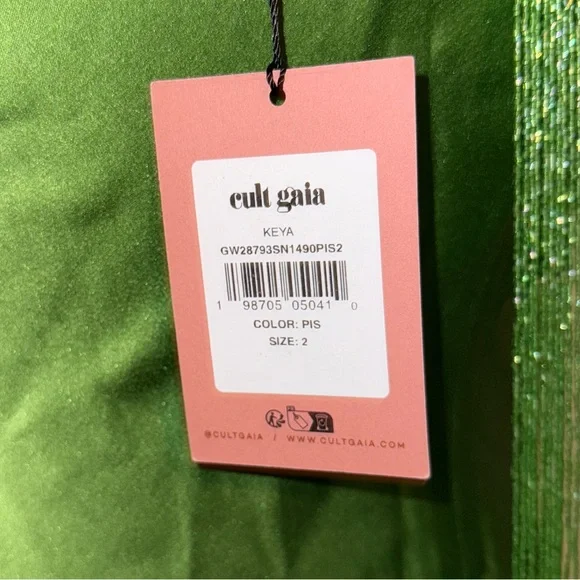 cult gaia
KEYA
GW28793SN1490PIS2
1 98705 05041 0
COLOR: PIS
SIZE: 2
@CULTGAIA / WWW.CULTGAIA.COM